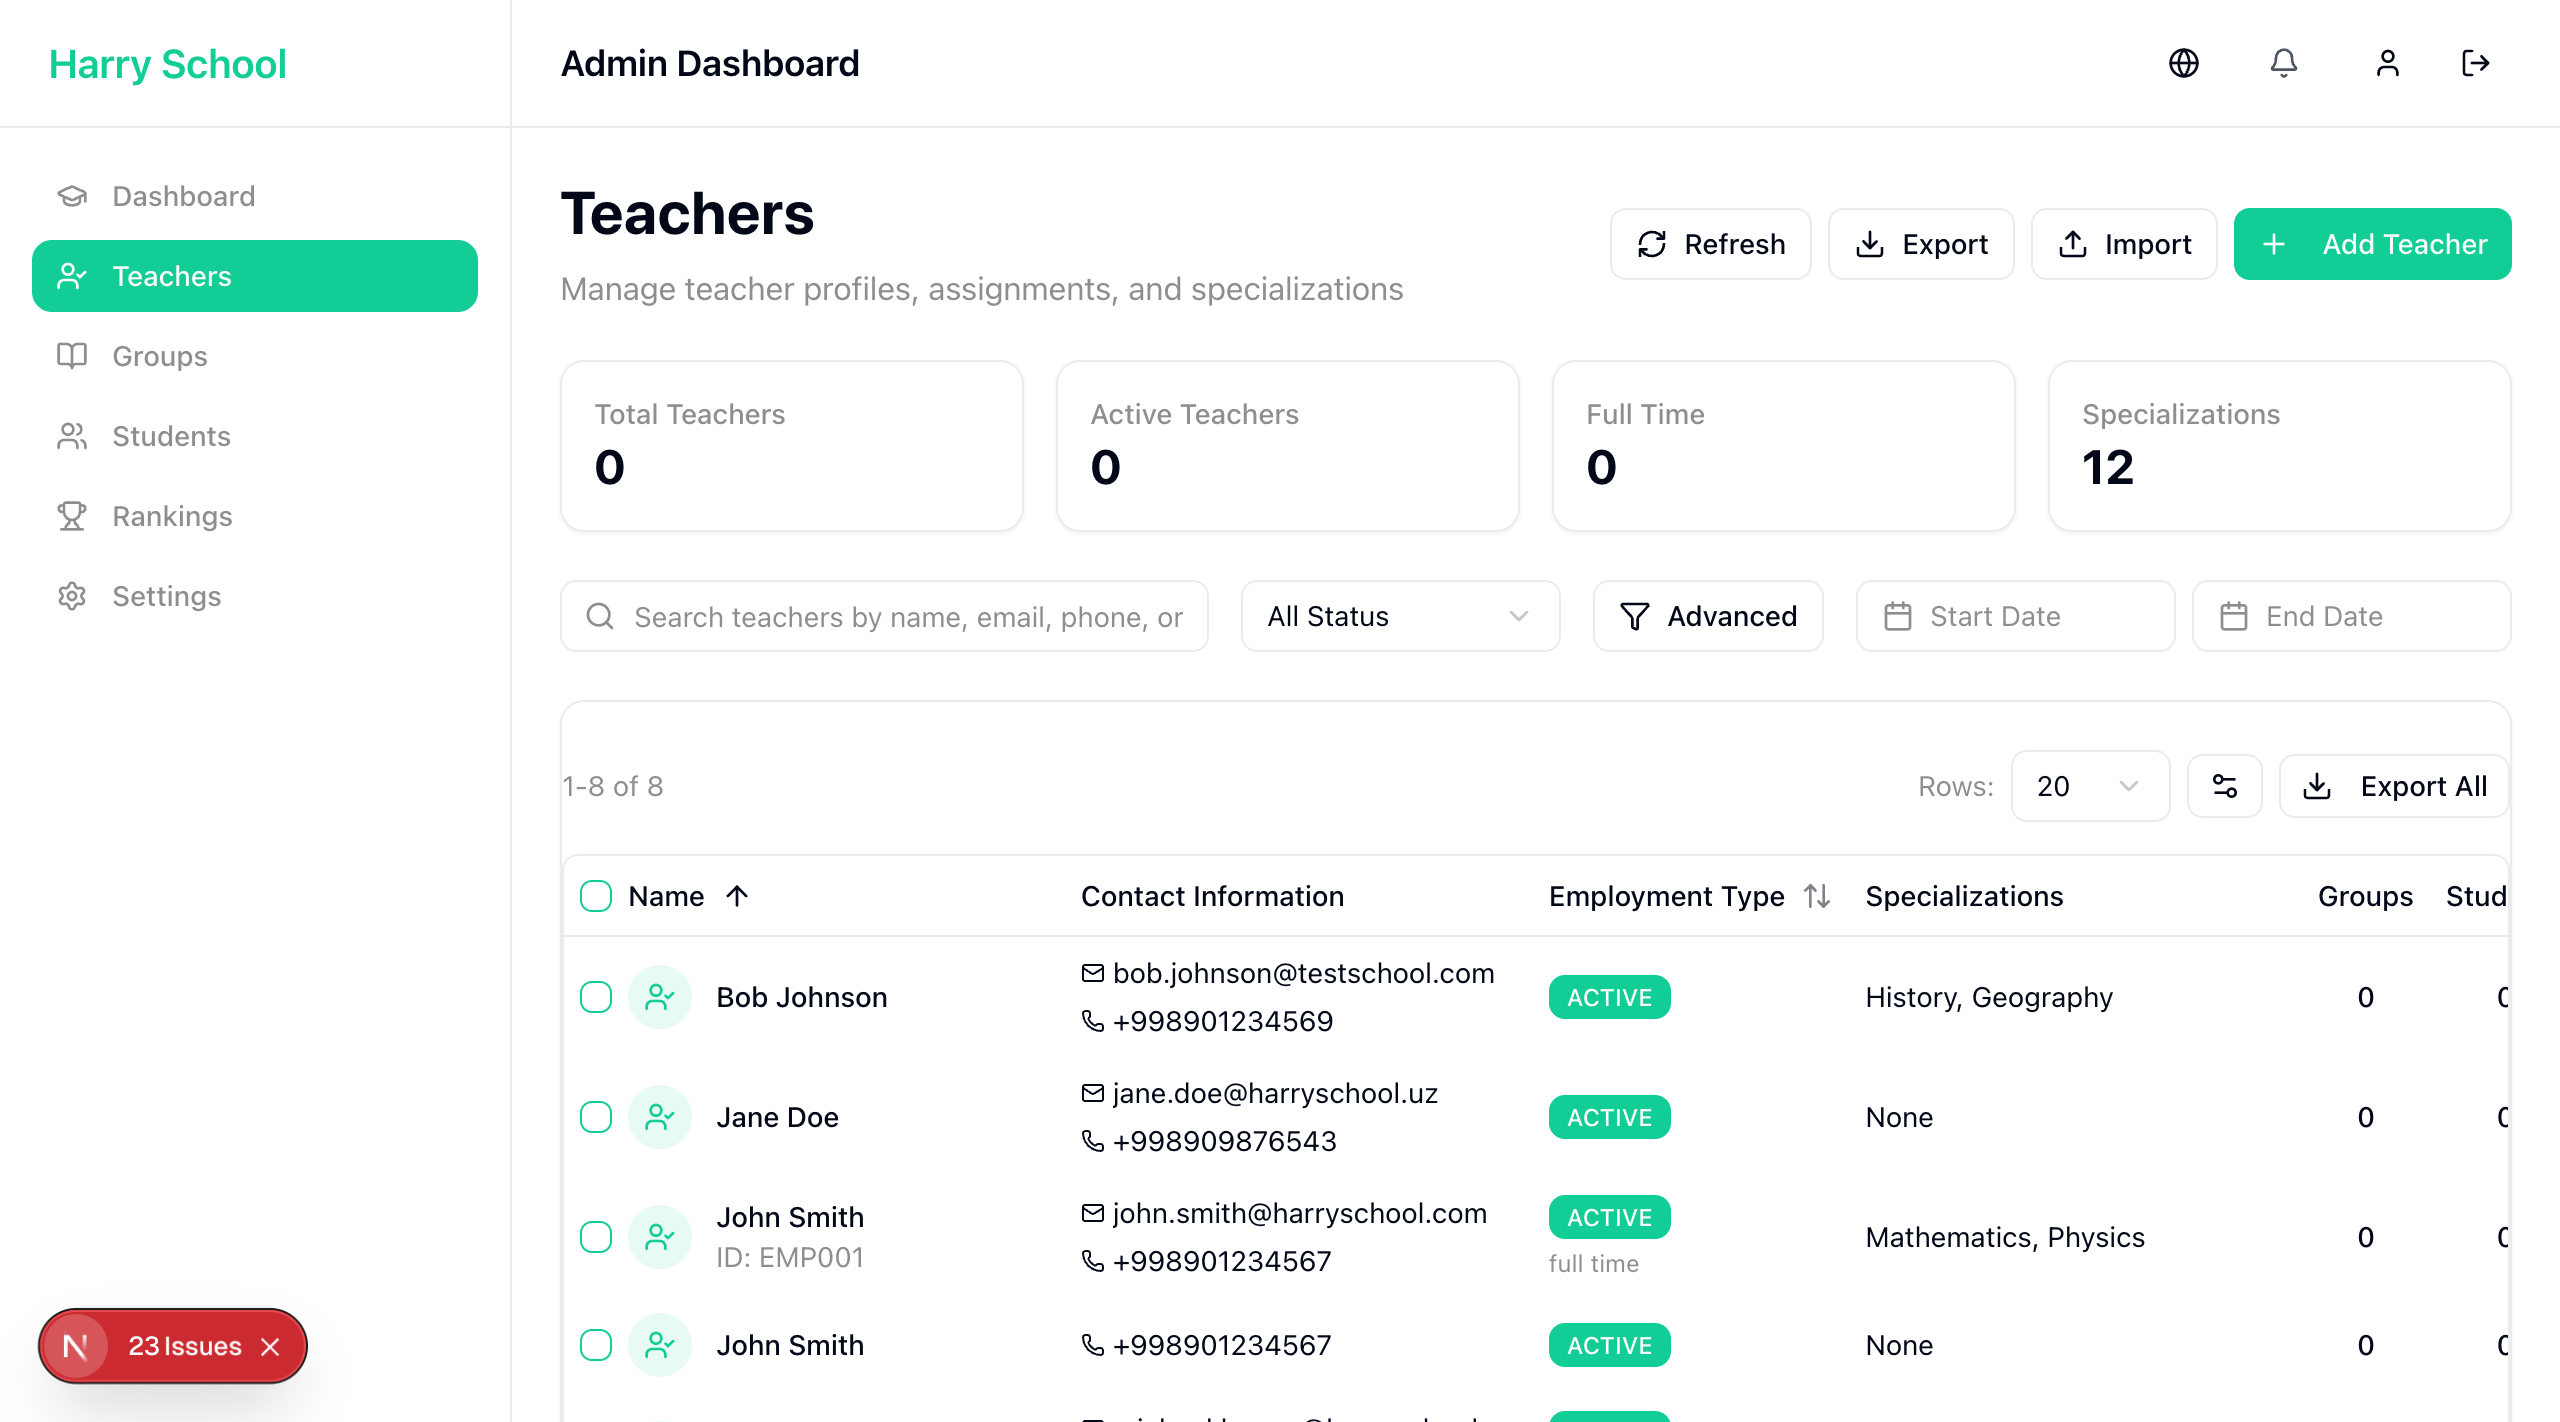 Harry School
Admin Dashboard
Dashboard
Teachers
Groups
Students
Rankings
Settings
Teachers
Manage teacher profiles, assignments, and specializations
Refresh
Export
Import
Add Teacher
Total Teachers
0
Active Teachers
0
Full Time
0
Specializations
12
Search teachers by name, email, phone, or
All Status
Advanced
Start Date
End Date
1-8 of 8
Rows:
20
Export All
Name
Contact Information
Employment Type
Specializations
Groups
Stud
Bob Johnson
bob.johnson@testschool.com
+998901234569
ACTIVE
History, Geography
0
Jane Doe
jane.doe@harryschool.uz
+998909876543
ACTIVE
None
0
John Smith
ID: EMP001
john.smith@harryschool.com
+998901234567
ACTIVE
full time
Mathematics, Physics
0
John Smith
+998901234567
ACTIVE
None
0
N
23 Issues